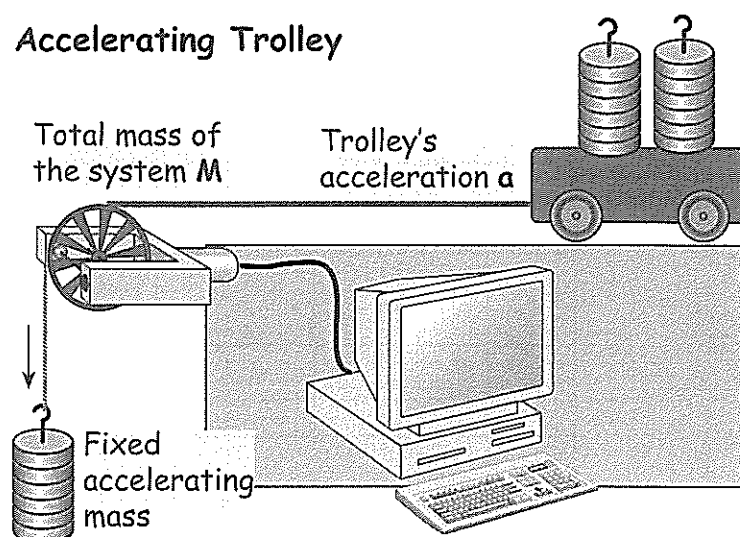 Accelerating Trolley
Total mass of
the system M
Trolley's
acceleration a
Fixed
accelerating
mass